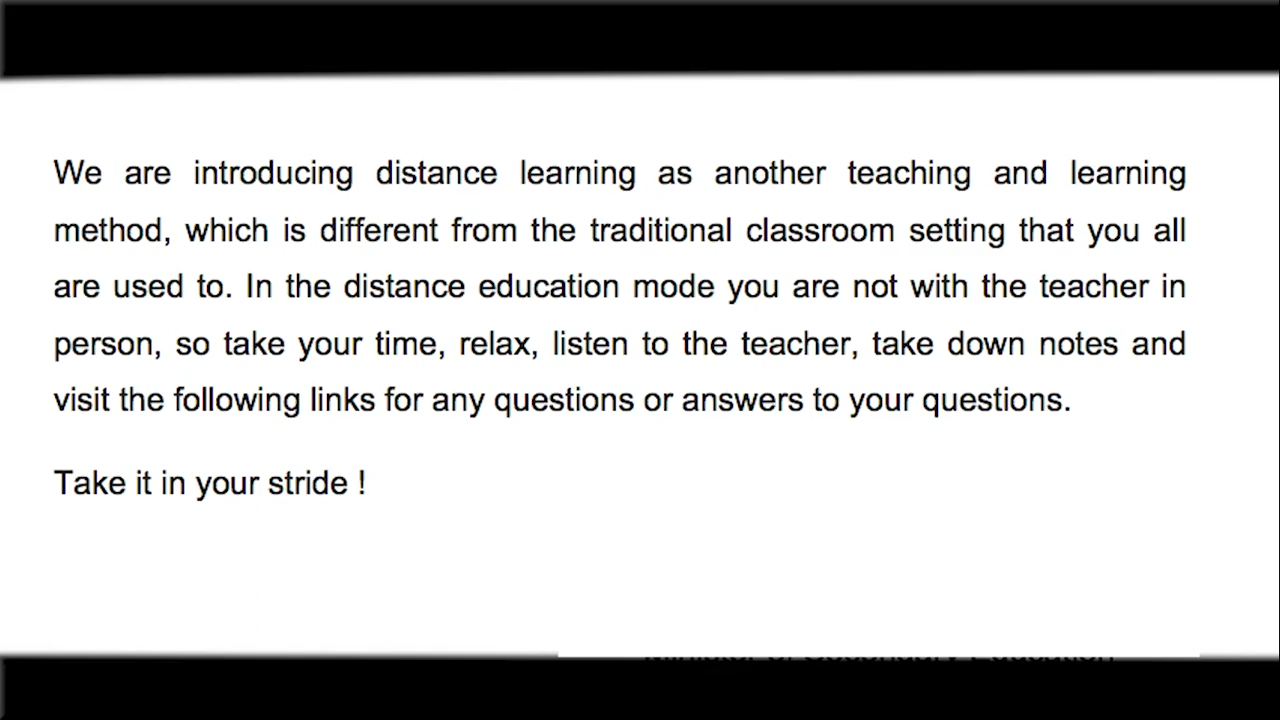 We are introducing distance learning as another teaching and learning
method, which is different from the traditional classroom setting that you all
are used to. In the distance education mode you are not with the teacher in
person, so take your time, relax, listen to the teacher, take down notes and
visit the following links for any questions or answers to your questions.
Take it in your stride !